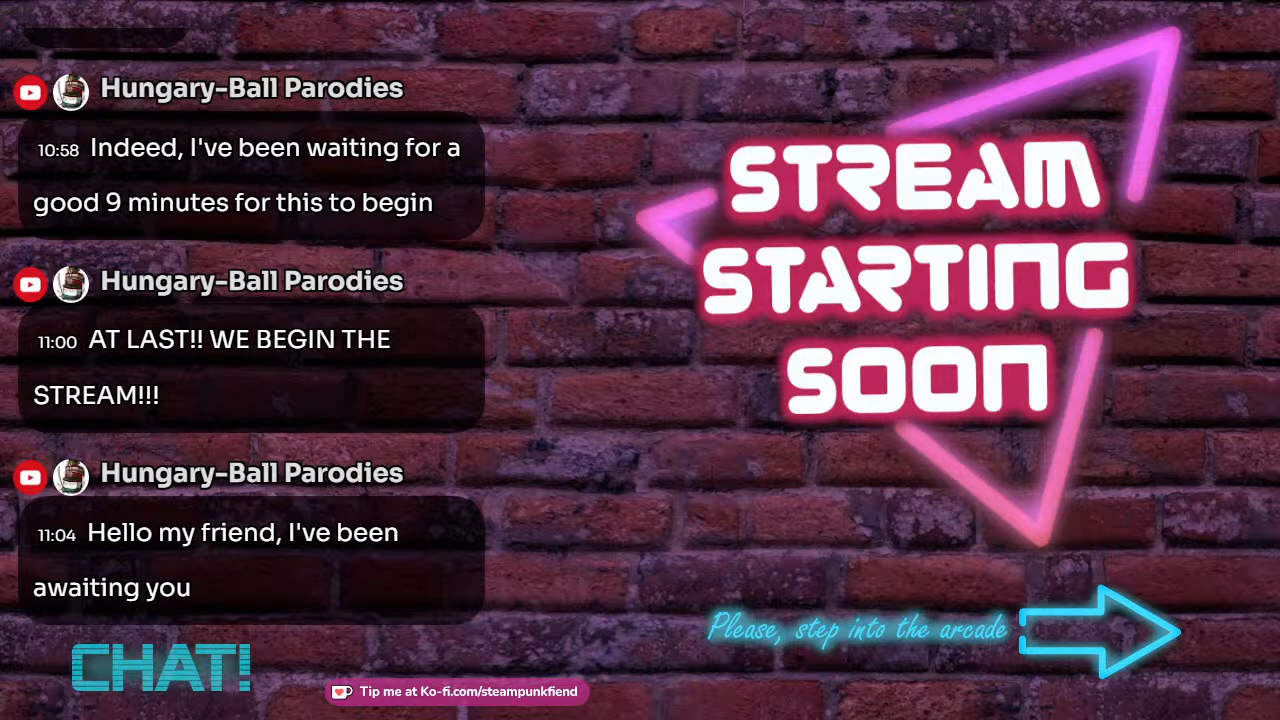 Hungary-Ball Parodies
10:58 Indeed, I've been waiting for a
good 9 minutes for this to begin
Hungary-Ball Parodies
11:00 AT LAST!! WE BEGIN THE
STREAM!!!
Hungary-Ball Parodies
11:04 Hello my friend, I've been
awaiting you
CHAT!
Tip me at Ko-fi.com/steampunkfiend
STREAM
STARTING
SOON
Please, step into the arcade